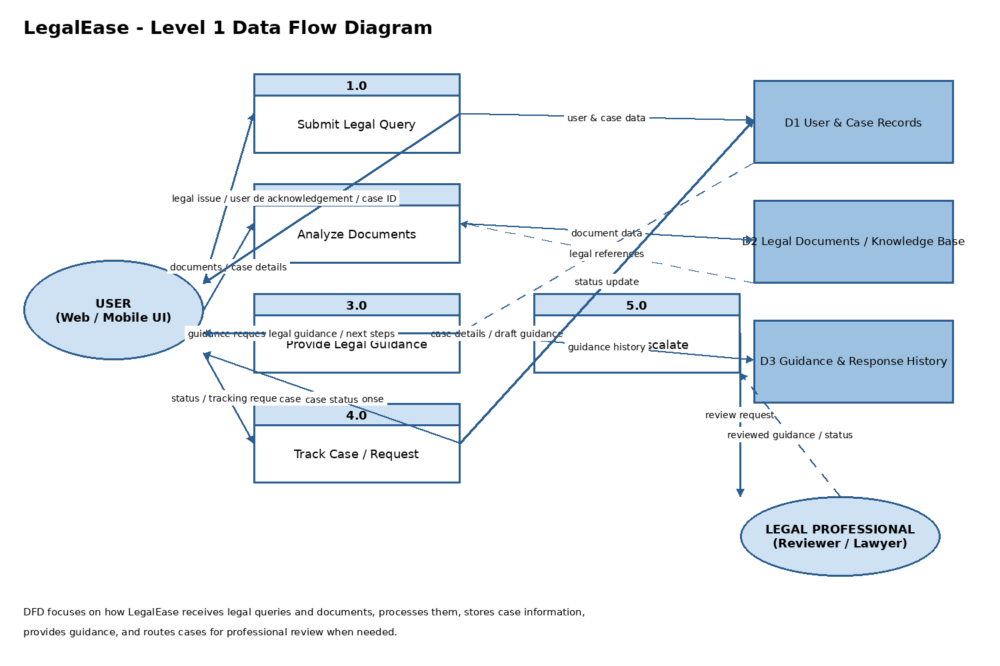 LegalEase - Level 1 Data Flow Diagram
1.0
Submit Legal Query
user & case data
D1 User & Case Records
legal issue / user de
acknowledgement / case ID
Analyze Documents
document data
D2 Legal Documents / Knowledge Base
legal references
documents / case details
status update
USER
(Web / Mobile UI)
3.0
5.0
guidance reques
legal guidance / next steps
case details / draft guidance
Provide Legal Guidance
guidance history
scalate
D3 Guidance & Response History
status / tracking reque
case
case status
onse
4.0
review request
reviewed guidance / status
Track Case / Request
LEGAL PROFESSIONAL
(Reviewer / Lawyer)
DFD focuses on how LegalEase receives legal queries and documents, processes them, stores case information,
provides guidance, and routes cases for professional review when needed.